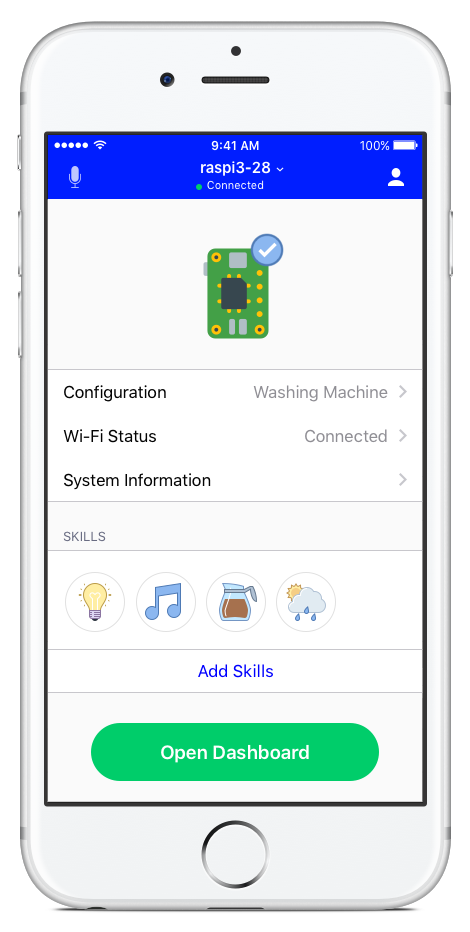 9:41 AM
100%
raspi3-28
Connected
Configuration Washing Machine
Wi-Fi Status Connected
System Information
SKILLS
Add Skills
Open Dashboard